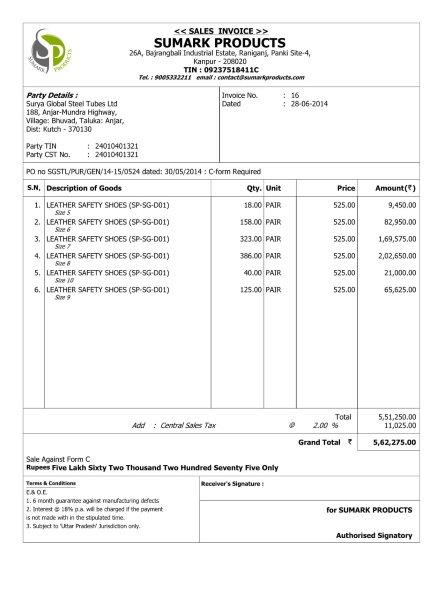 SUMARK PRODUCTS
<< SALES INVOICE >>
SUMARK PRODUCTS
26A, Bajrangbali Industrial Estate, Raniganj, Panki Site-4,
Kanpur - 208020
TIN : 09237518411C
Tel. : 9005332211 email : contact@sumarkproducts.com
Party Details :
Surya Global Steel Tubes Ltd
188, Anjar-Mundra Highway,
Village: Bhuvad, Taluka: Anjar,
Dist: Kutch - 370130
Party TIN : 24010401321
Party CST No. : 24010401321
Invoice No. : 16
Dated : 28-06-2014
PO no SGSTL/PUR/GEN/14-15/0524 dated: 30/05/2014 : C-form Required
S.N. Description of Goods Qty. Unit Price Amount(₹)
1. LEATHER SAFETY SHOES (SP-SG-D01) 18.00 PAIR 525.00 9,450.00
Size 5
2. LEATHER SAFETY SHOES (SP-SG-D01) 158.00 PAIR 525.00 82,950.00
Size 6
3. LEATHER SAFETY SHOES (SP-SG-D01) 323.00 PAIR 525.00 1,69,575.00
Size 7
4. LEATHER SAFETY SHOES (SP-SG-D01) 386.00 PAIR 525.00 2,02,650.00
Size 8
5. LEATHER SAFETY SHOES (SP-SG-D01) 40.00 PAIR 525.00 21,000.00
Size 10
6. LEATHER SAFETY SHOES (SP-SG-D01) 125.00 PAIR 525.00 65,625.00
Size 9
Total 5,51,250.00
Add : Central Sales Tax @ 2.00 % 11,025.00
Grand Total ₹ 5,62,275.00
Sale Against Form C
Rupees Five Lakh Sixty Two Thousand Two Hundred Seventy Five Only
Terms & Conditions
E.& O.E.
1. 6 month guarantee against manufacturing defects
2. Interest @ 18% p.a. will be charged if the payment
is not made with in the stipulated time.
3. Subject to 'Uttar Pradesh' Jurisdiction only.
Receiver's Signature :
for SUMARK PRODUCTS
Authorised Signatory